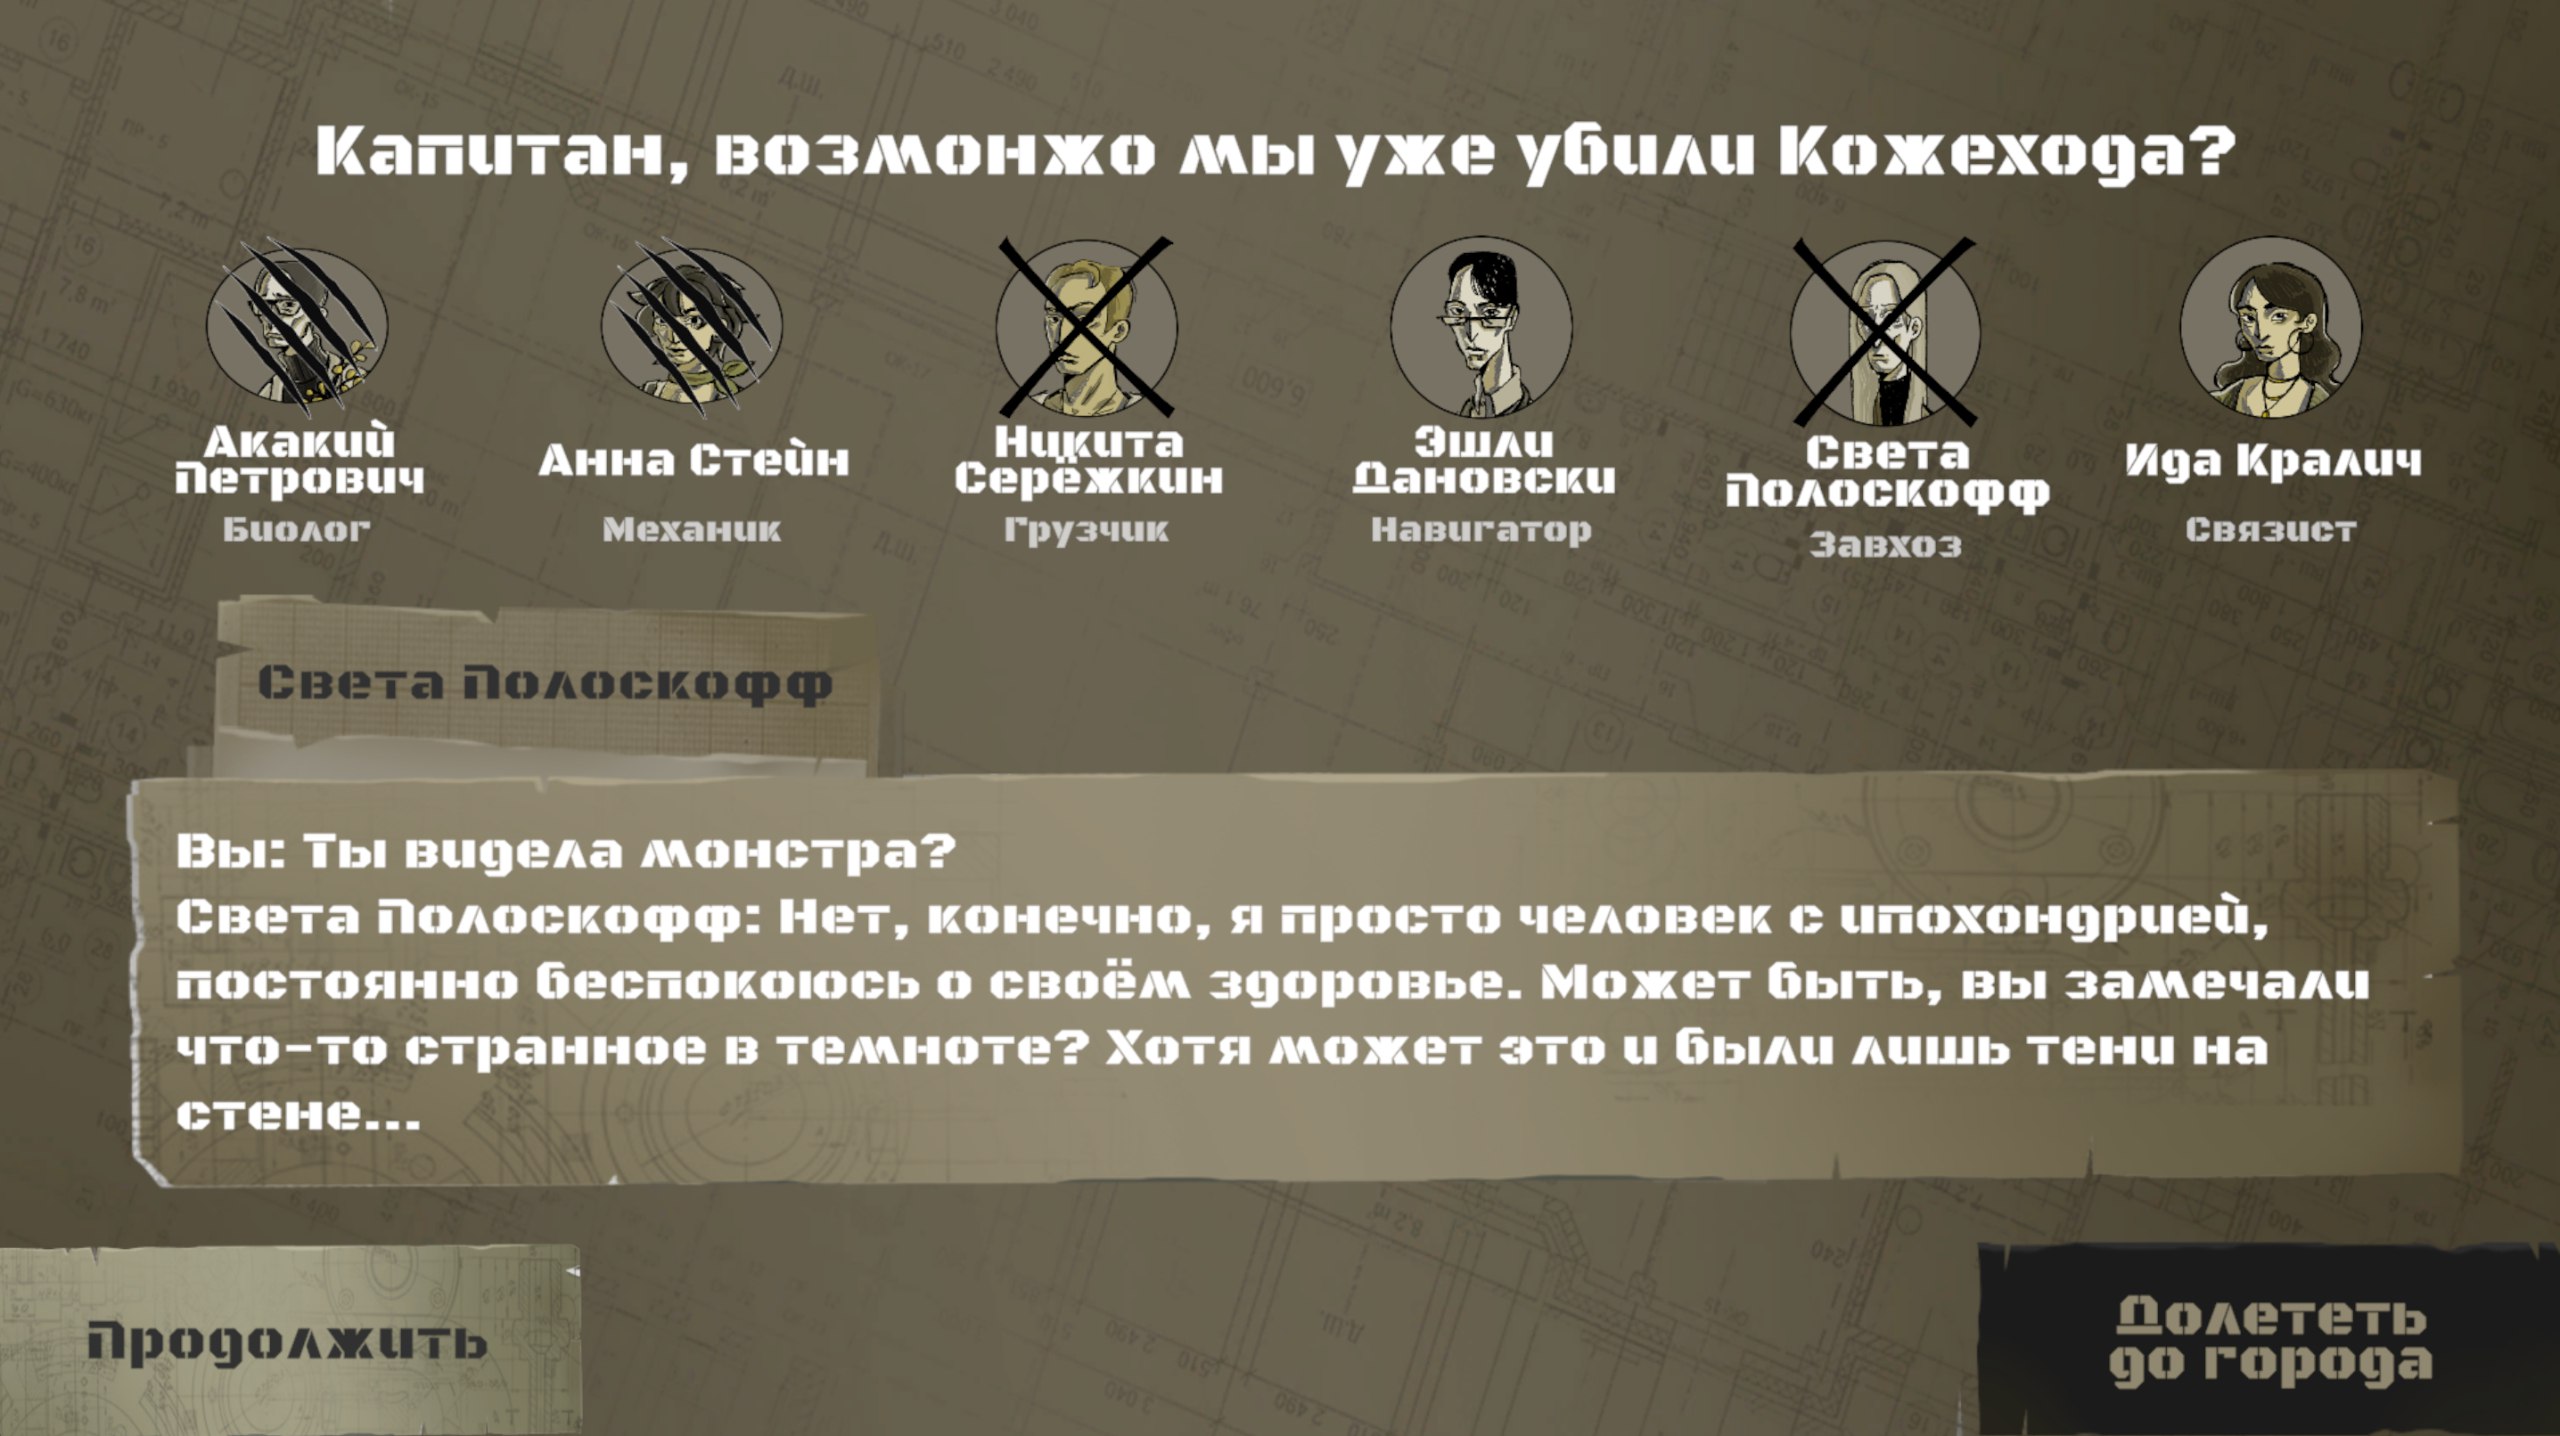 Капитан, возмонжо мы уже убили Кожехода?
Акакий
Петрович
Биолог
Анна Стейн
Механик
Никита
Серёжкин
Грузчик
Эшли
Дановски
Навигатор
Света
Полоскофф
Завхоз
Ида Кралич
Связист
Света Полоскофф
Вы: Ты видела монстра?
Света Полоскофф: Нет, конечно, я просто человек с ипохондрией,
постоянно беспокоюсь о своём здоровье. Может быть, вы замечали
что-то странное в темноте? Хотя может это и были лишь тени на
стене...
Продолжить
Долететь
до города